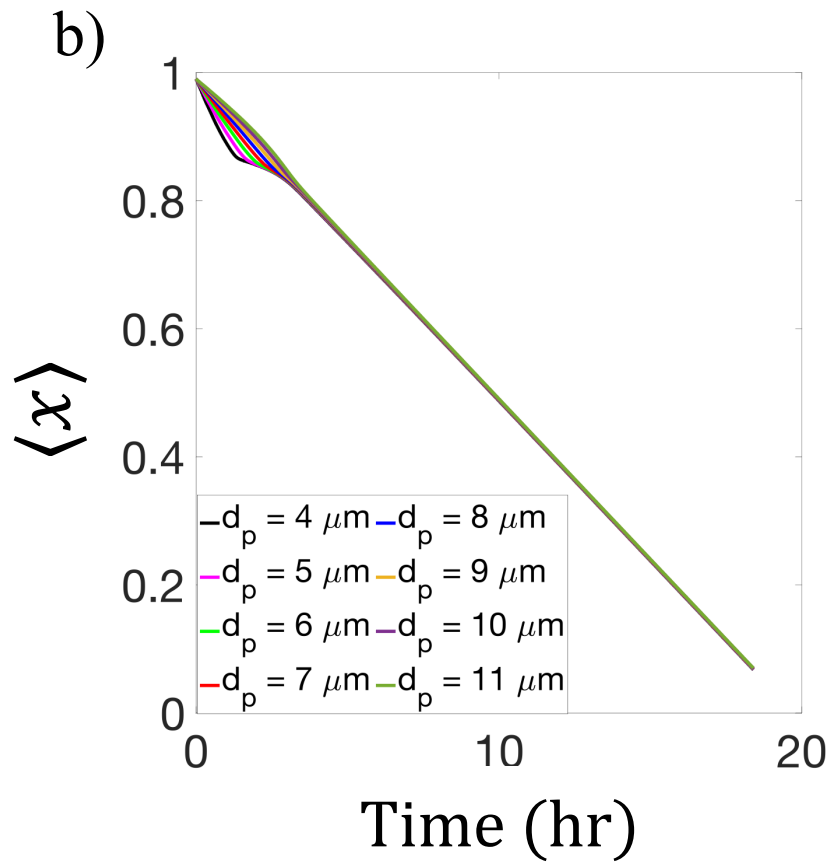 b)
1
0.8
0.6
0.4
0.2
0
⟨x⟩
d_p = 4 μm d_p = 8 μm
d_p = 5 μm d_p = 9 μm
d_p = 6 μm d_p = 10 μm
d_p = 7 μm d_p = 11 μm
0 10 20
Time (hr)